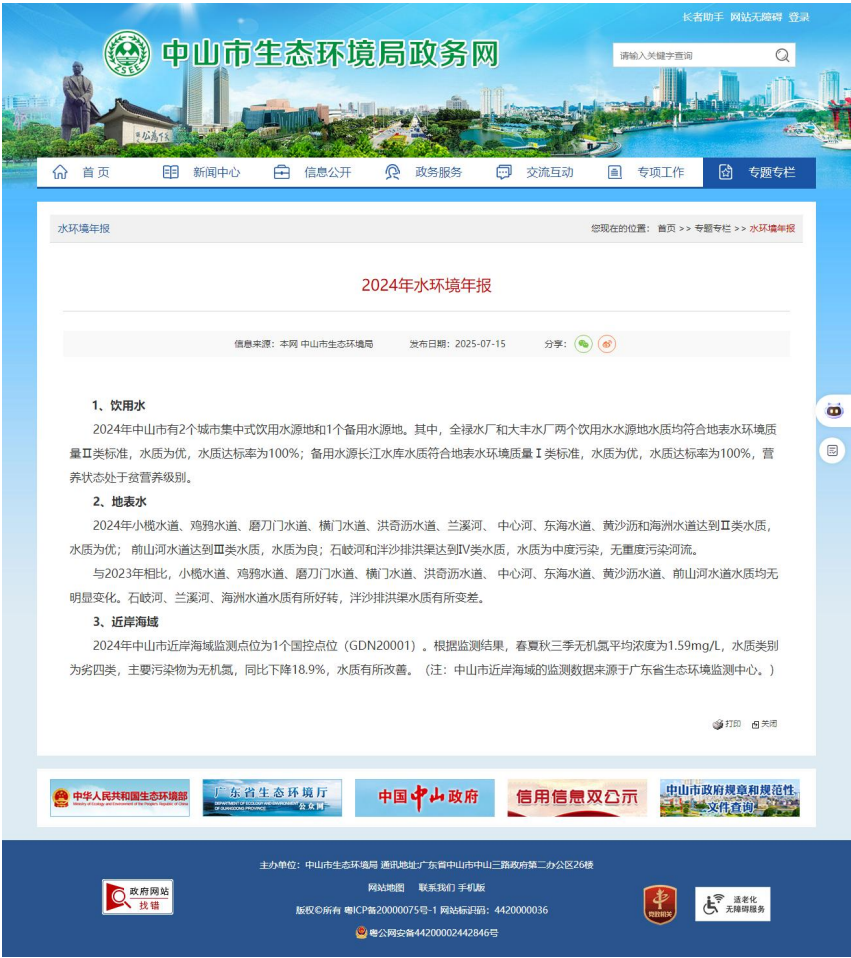 长者助手 网站无障碍 登录
中山市生态环境局政务网
ZSEE
请输入关键字查询
首页 新闻中心 信息公开 政务服务 交流互动 专项工作 专题专栏
水环境年报 您现在的位置： 首页 >> 专题专栏 >> 水环境年报
2024年水环境年报
信息来源：本网 中山市生态环境局 发布日期：2025-07-15 分享：
1、饮用水
2024年中山市有2个城市集中式饮用水源地和1个备用水源地。其中，全禄水厂和大丰水厂两个饮用水水源地水质均符合地表水环境质
量Ⅱ类标准，水质为优，水质达标率为100%；备用水源长江水库水质符合地表水环境质量Ⅰ类标准，水质为优，水质达标率为100%，营
养状态处于贫营养级别。
2、地表水
2024年小榄水道、鸡鸦水道、磨刀门水道、横门水道、洪奇沥水道、兰溪河、 中心河、东海水道、黄沙沥和海洲水道达到Ⅱ类水质，
水质为优； 前山河水道达到Ⅲ类水质，水质为良；石岐河和泮沙排洪渠达到Ⅳ类水质，水质为中度污染，无重度污染河流。
与2023年相比，小榄水道、鸡鸦水道、磨刀门水道、横门水道、洪奇沥水道、 中心河、东海水道、黄沙沥水道、前山河水道水质均无
明显变化。石岐河、兰溪河、海洲水道水质有所好转，泮沙排洪渠水质有所变差。
3、近岸海域
2024年中山市近岸海域监测点位为1个国控点位（GDN20001）。根据监测结果，春夏秋三季无机氮平均浓度为1.59mg/L，水质类别
为劣四类，主要污染物为无机氮，同比下降18.9%，水质有所改善。（注：中山市近岸海域的监测数据来源于广东省生态环境监测中心。）
打印 关闭
中华人民共和国生态环境部
Ministry of Ecology and Environment of the People's Republic of China
广东省生态环境厅
公众网
中国中山政府
信用信息双公示
中山市政府规章和规范性
文件查询
主办单位：中山市生态环境局 通讯地址:广东省中山市中山三路政府第二办公区26楼
网站地图 联系我们 手机版
版权©所有 粤ICP备20000075号-1 网站标识码：4420000036
粤公网安备44200002442846号
政府网站
找错
党政机关
适老化
无障碍服务